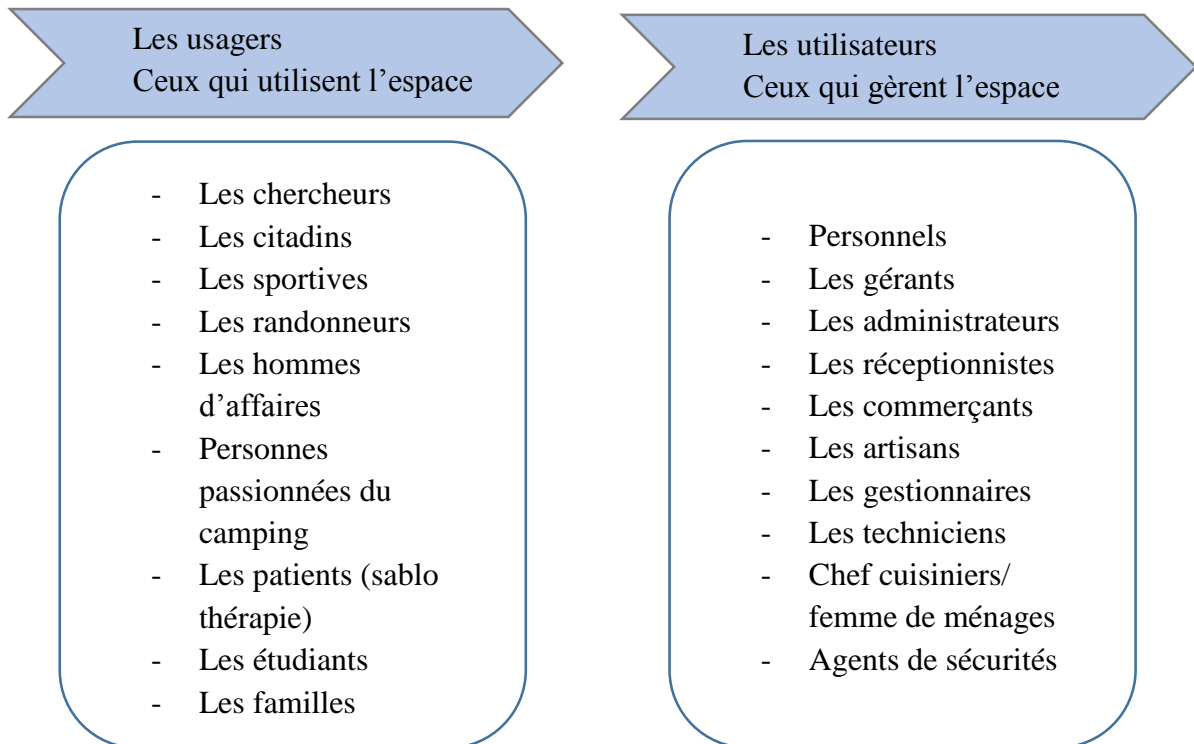 Les usagers
Ceux qui utilisent l’espace
- Les chercheurs
- Les citadins
- Les sportives
- Les randonneurs
- Les hommes
d’affaires
- Personnes
passionnées du
camping
- Les patients (sablo
thérapie)
- Les étudiants
- Les familles
Les utilisateurs
Ceux qui gèrent l’espace
- Personnels
- Les gérants
- Les administrateurs
- Les réceptionnistes
- Les commerçants
- Les artisans
- Les gestionnaires
- Les techniciens
- Chef cuisiniers/
femme de ménages
- Agents de sécurités